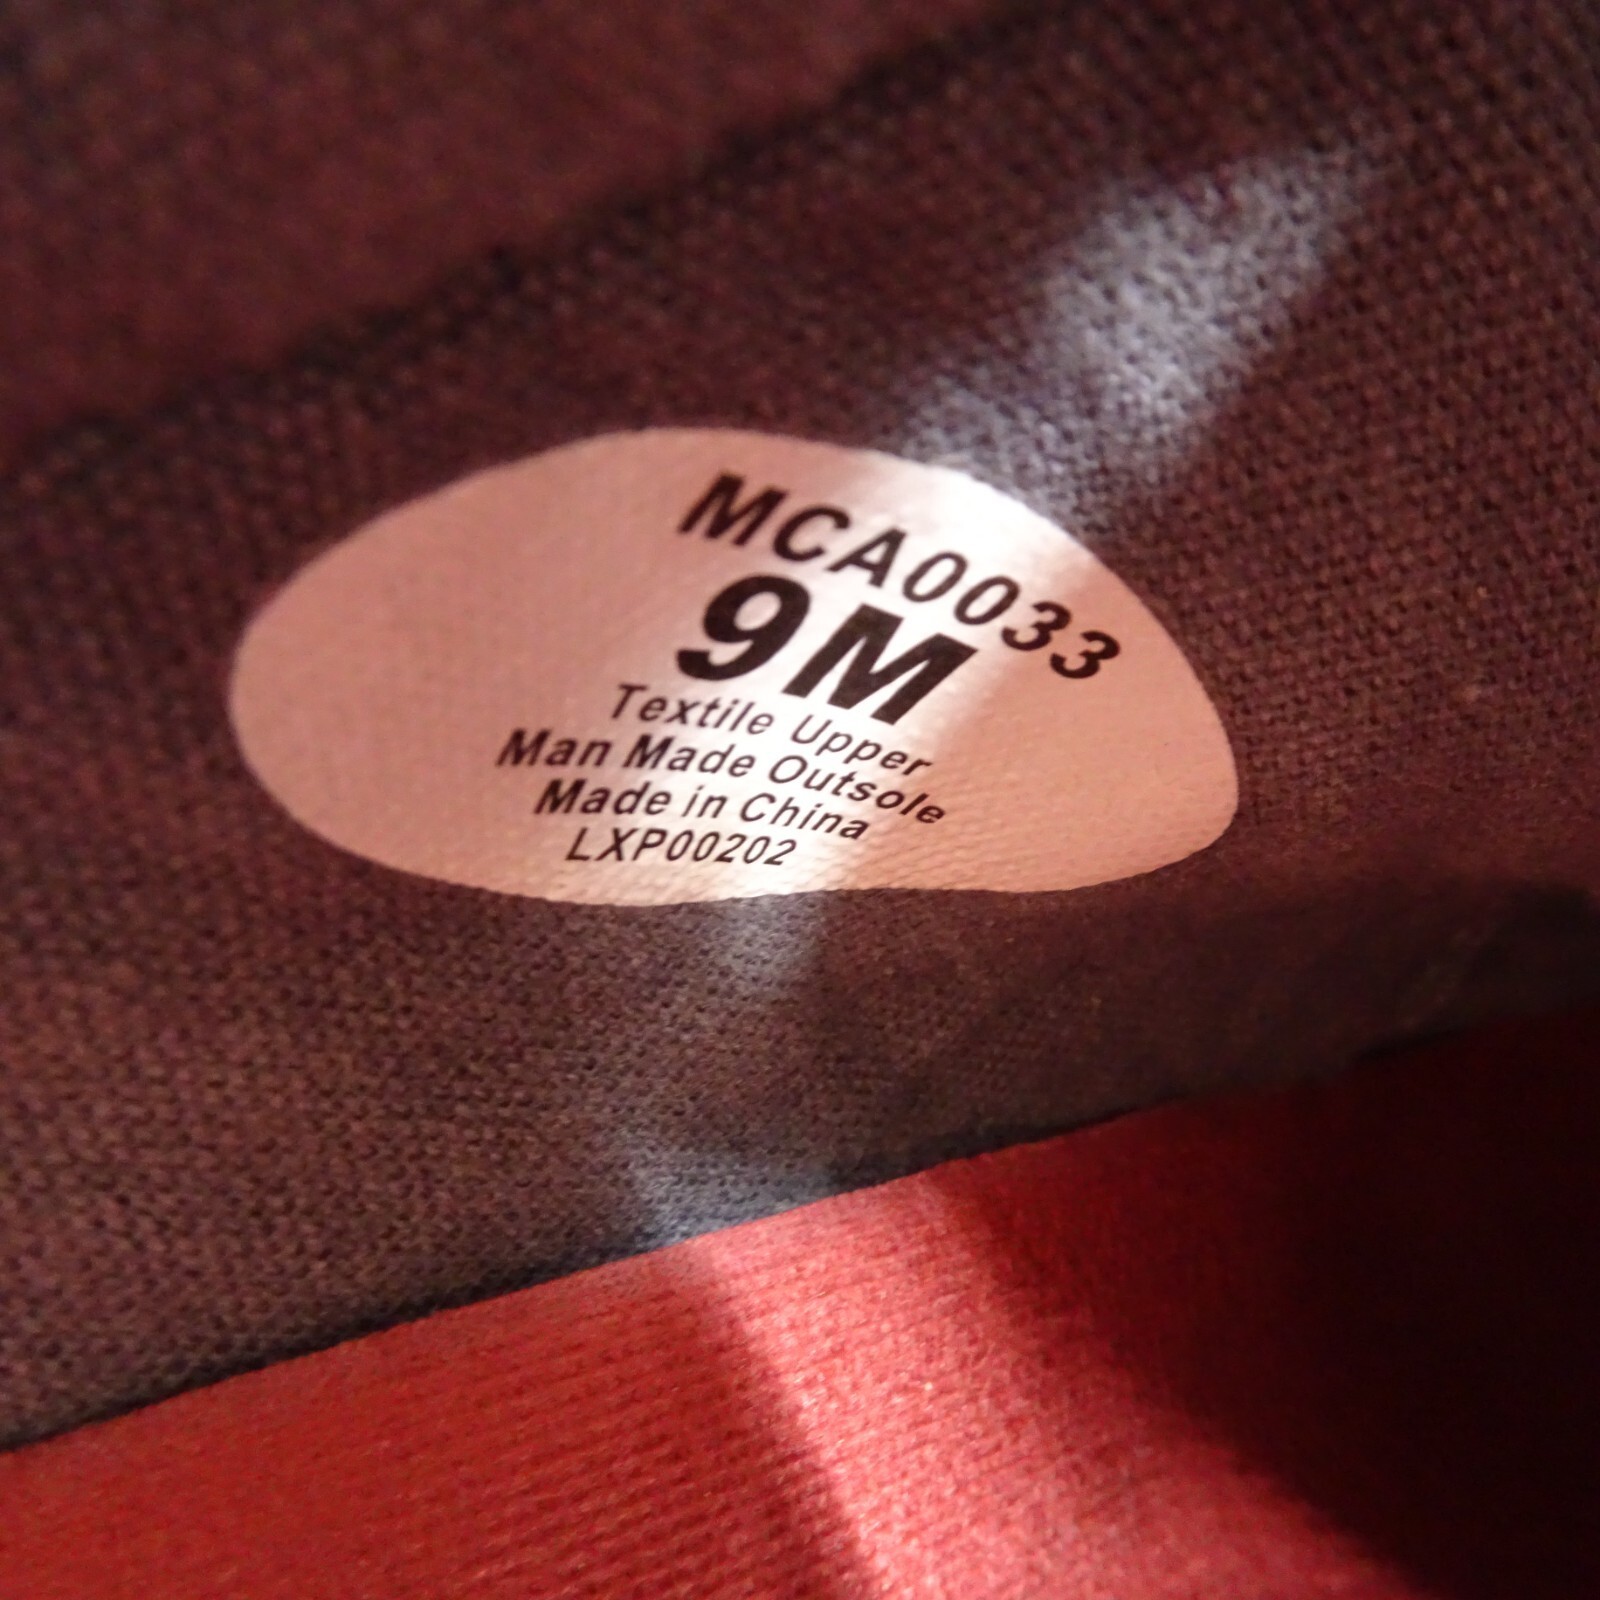 MCA0033
9M
Textile Upper
Man Made Outsole
Made in China
LXP00202